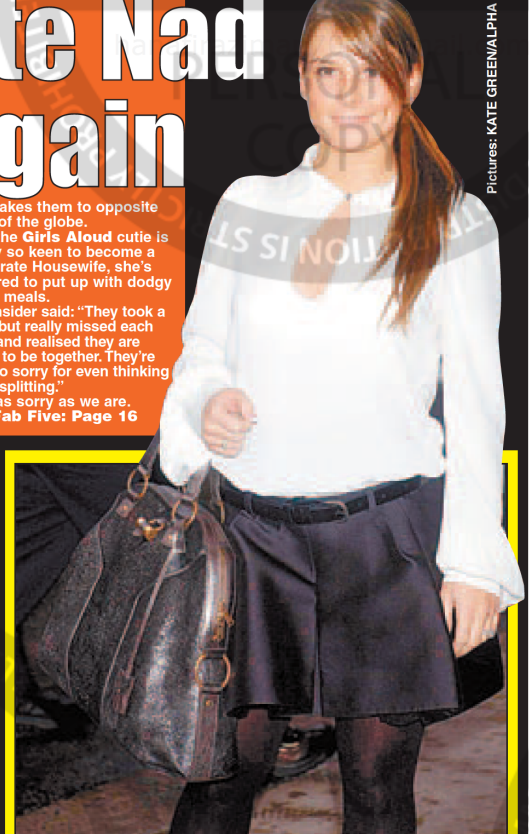 te Nad
gain
akes them to opposite
of the globe.
he Girls Aloud cutie is
so keen to become a
rate Housewife, she's
red to put up with dodgy
meals.
nsider said: "They took a
but really missed each
and realised they are
to be together. They're
o sorry for even thinking
splitting."
as sorry as we are.
ab Five: Page 16
Pictures: KATE GREEN/ALPHA
PERSONAL
COPY